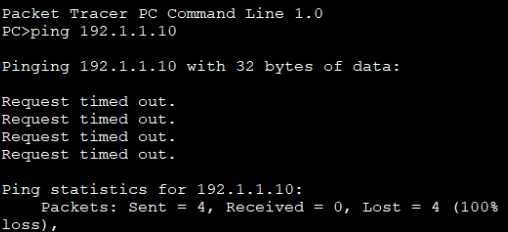 Packet Tracer PC Command Line 1.0
PC>ping 192.1.1.10
Pinging 192.1.1.10 with 32 bytes of data:
Request timed out.
Request timed out.
Request timed out.
Request timed out.
Ping statistics for 192.1.1.10:
Packets: Sent = 4, Received = 0, Lost = 4 (100%
loss),